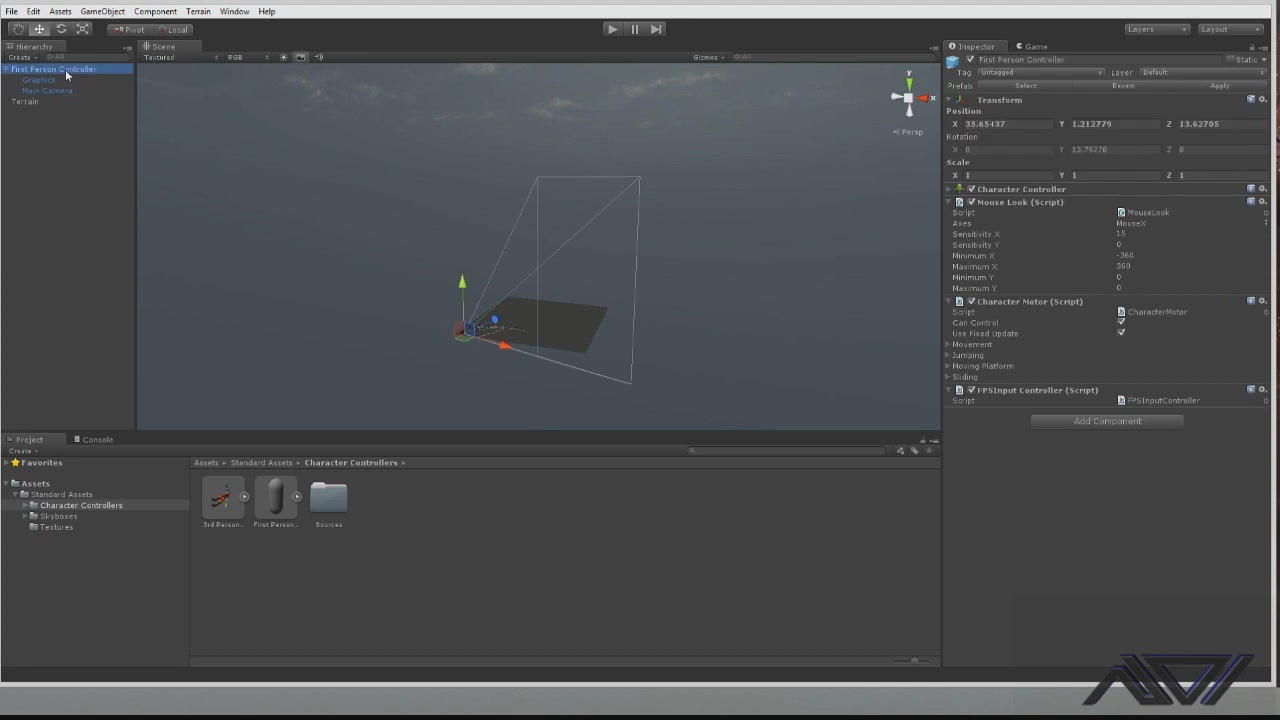 File Edit Assets GameObject Component Terrain Window Help
Pivot Local Layers Layout
Hierarchy Scene Inspector Game
Create All Textured RGB Gizmos All First Person Controller Static
First Person Controller Tag Untagged Layer Default
Graphics Prefab Select Revert Apply
Main Camera
Terrain Transform
Position
X 35.65437 Y 1.212779 Z 13.62705
Rotation
X 0 Y 13.79278 Z 0
Scale
X 1 Y 1 Z 1
y
x
Persp
Character Controller
Mouse Look (Script)
Script MouseLook
Axes MouseX
Sensitivity X 15
Sensitivity Y 0
Minimum X -360
Maximum X 360
Minimum Y 0
Maximum Y 0
Character Motor (Script)
Script CharacterMotor
Can Control
Use Fixed Update
Movement
Jumping
Moving Platform
Sliding
FPSInput Controller (Script)
Script FPSInputController
Add Component
Project Console
Create
Favorites Assets Standard Assets Character Controllers
Assets
Standard Assets
Character Controllers
Skyboxes
Textures
3rd Person... First Person... Sources